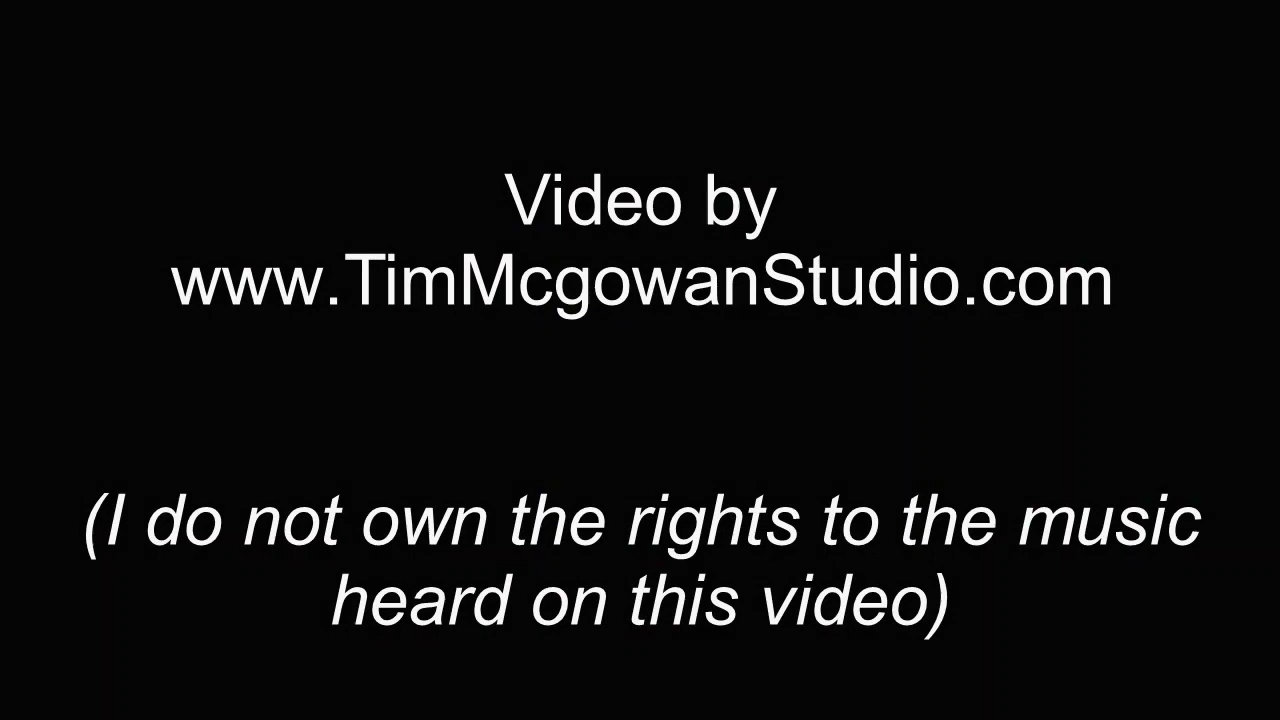 Video by
www.TimMcgowanStudio.com
(I do not own the rights to the music
heard on this video)